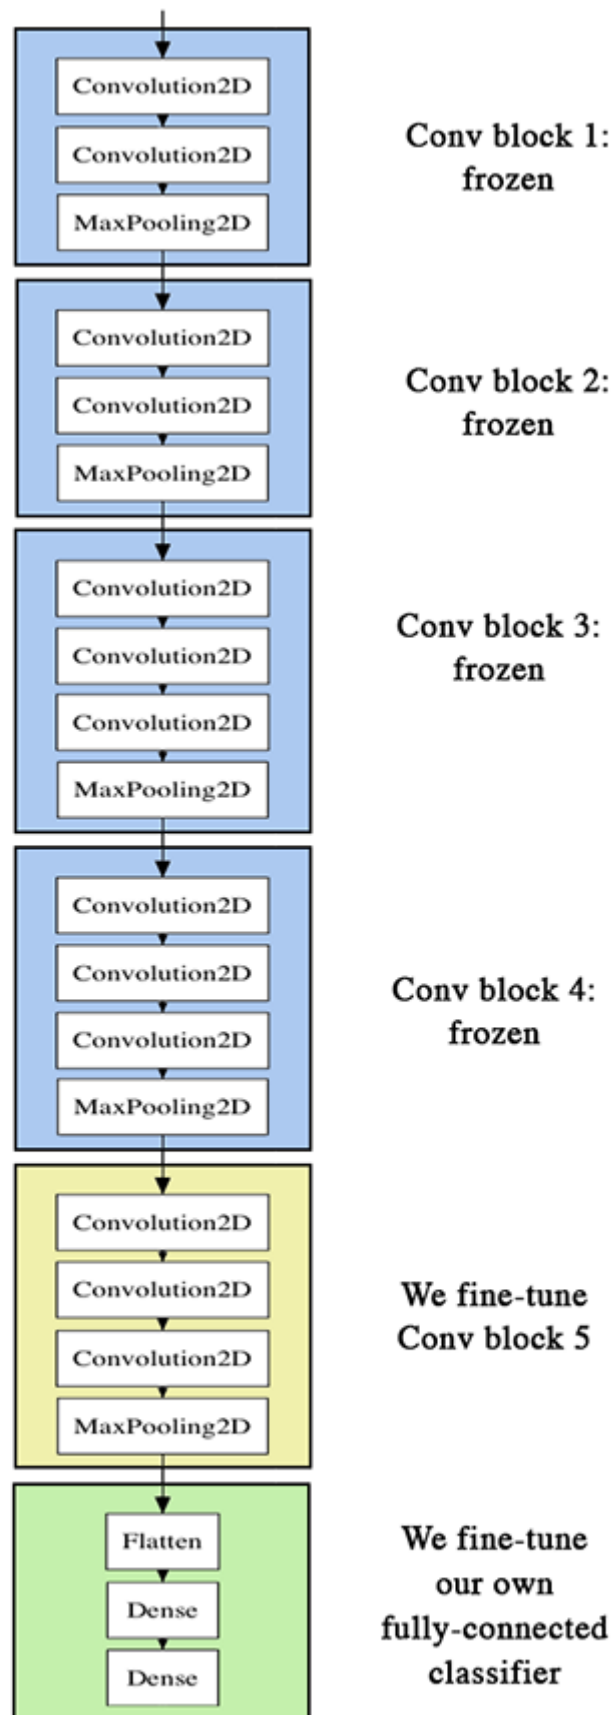 Convolution2D
Convolution2D
MaxPooling2D
Conv block 1:
frozen
Convolution2D
Convolution2D
MaxPooling2D
Conv block 2:
frozen
Convolution2D
Convolution2D
Convolution2D
MaxPooling2D
Conv block 3:
frozen
Convolution2D
Convolution2D
Convolution2D
MaxPooling2D
Conv block 4:
frozen
Convolution2D
Convolution2D
Convolution2D
MaxPooling2D
We fine-tune
Conv block 5
Flatten
Dense
Dense
We fine-tune
our own
fully-connected
classifier